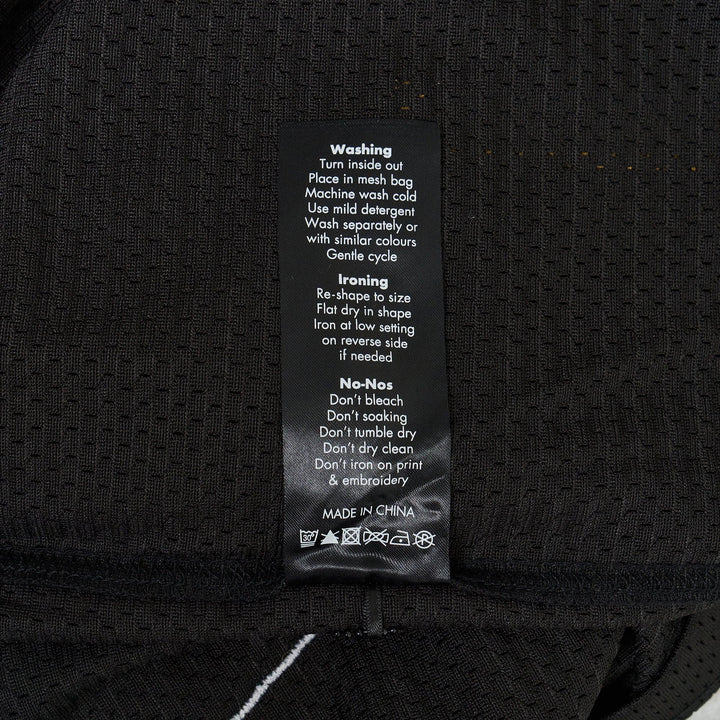 Washing
Turn inside out
Place in mesh bag
Machine wash cold
Use mild detergent
Wash separately or
with similar colours
Gentle cycle
Ironing
Re-shape to size
Flat dry in shape
Iron at low setting
on reverse side
if needed
No-Nos
Don't bleach
Don't soaking
Don't tumble dry
Don't dry clean
Don't iron on print
& embroidery
MADE IN CHINA
30°